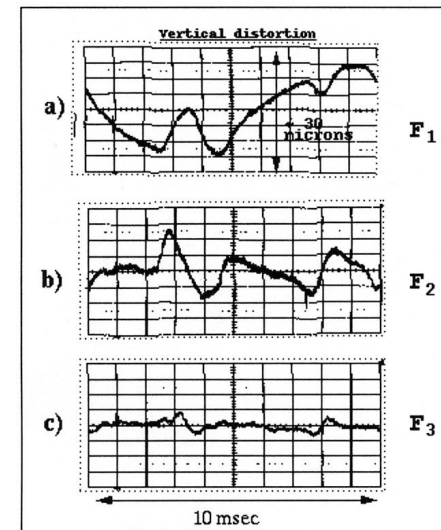 Vertical distortion
a)
← 30
microns
F1
b)
F2
c)
F3
10 msec